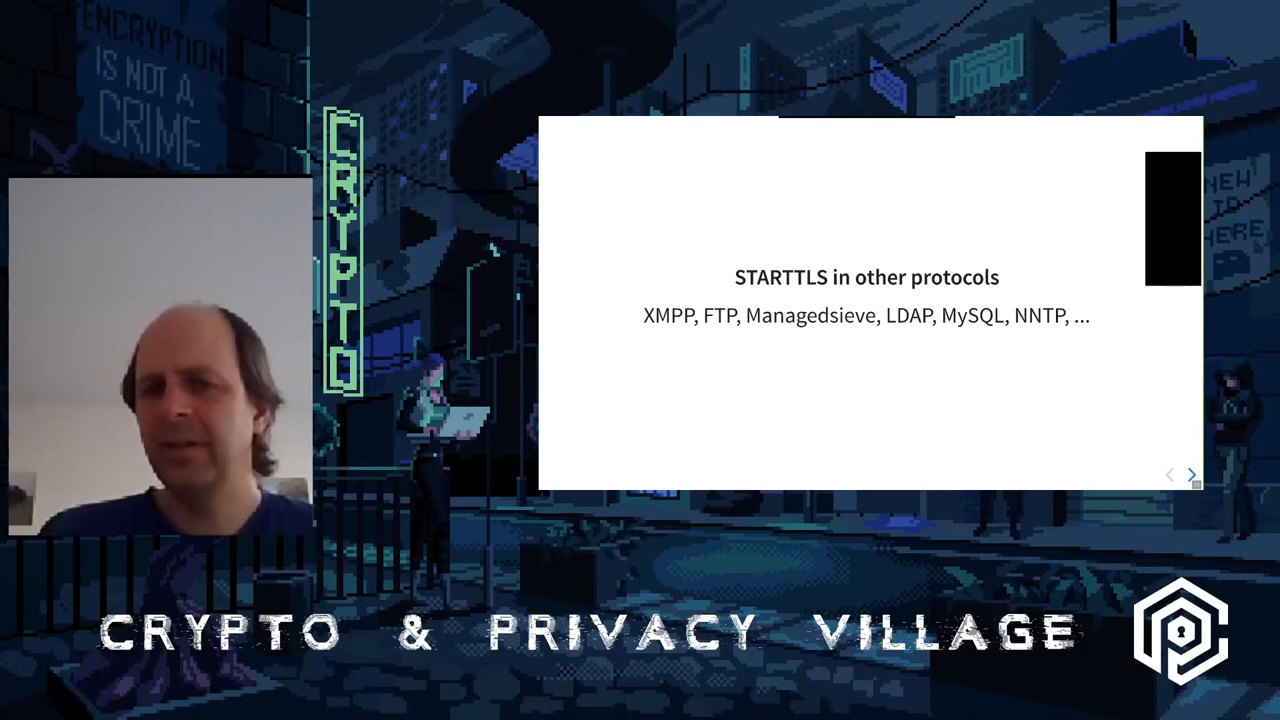 ENCRYPTION
IS NOT A
CRIME
CRYPTO
STARTTLS in other protocols
XMPP, FTP, Managedsieve, LDAP, MySQL, NNTP, ...
NEW
TO
HERE
CRYPTO & PRIVACY VILLAGE